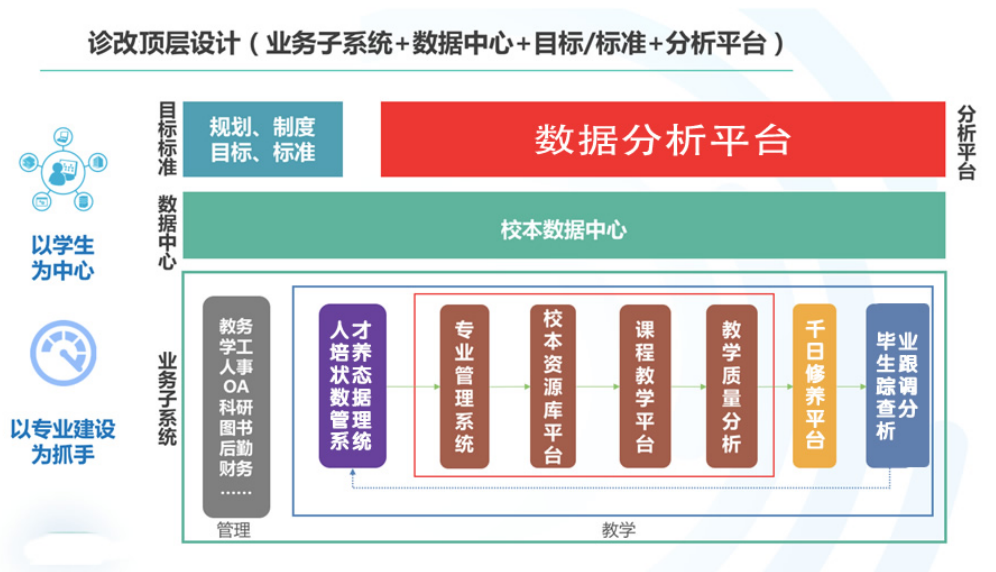 诊改顶层设计（业务子系统+数据中心+目标/标准+分析平台）
目标标准
规划、制度
目标、标准
数据分析平台
分析平台
数据中心
校本数据中心
以学生
为中心
以专业建设
为抓手
业务子系统
教务
学工
人事
OA
科研
图书
后勤
财务
……
管理
人才
培养
状态
数据
管理
系统
专业管理系统
校本资源库平台
课程教学平台
教学质量分析
千日修养平台
毕业
生跟
踪调
查分
析
教学